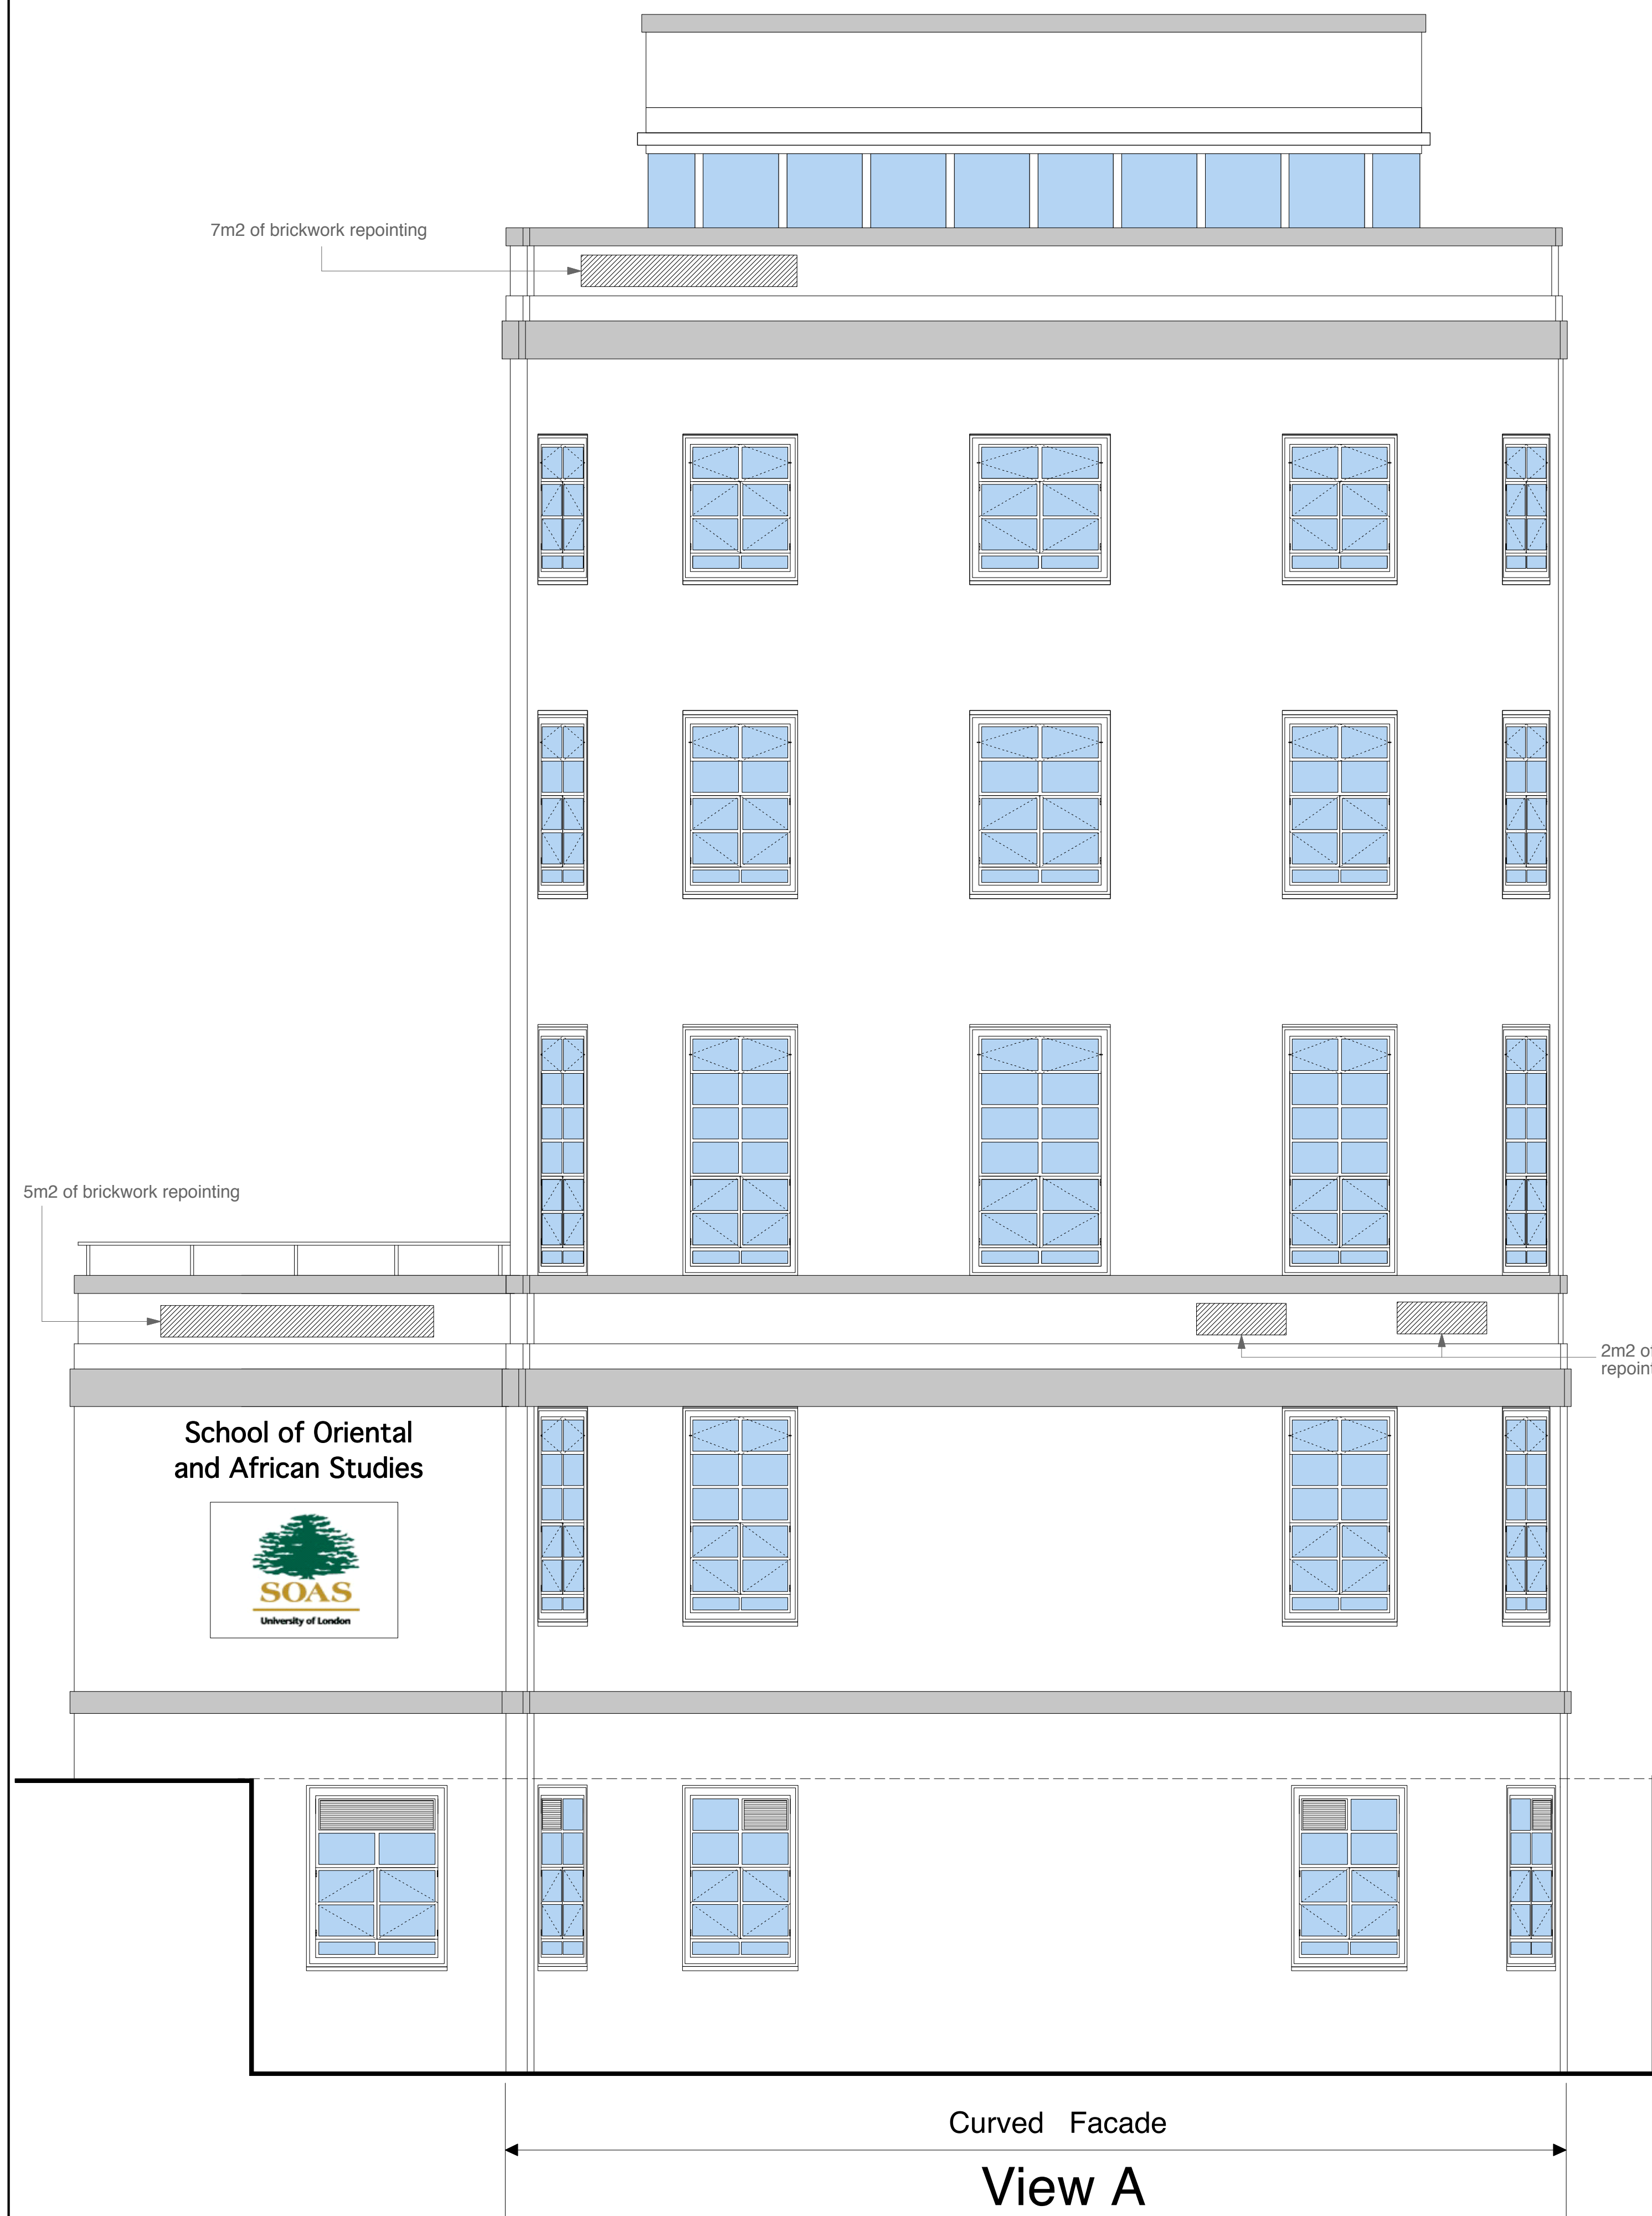 7m2 of brickwork repointing
5m2 of brickwork repointing
2m2 of
School of Oriental
and African Studies
SOAS
University of London
Curved Facade
View A